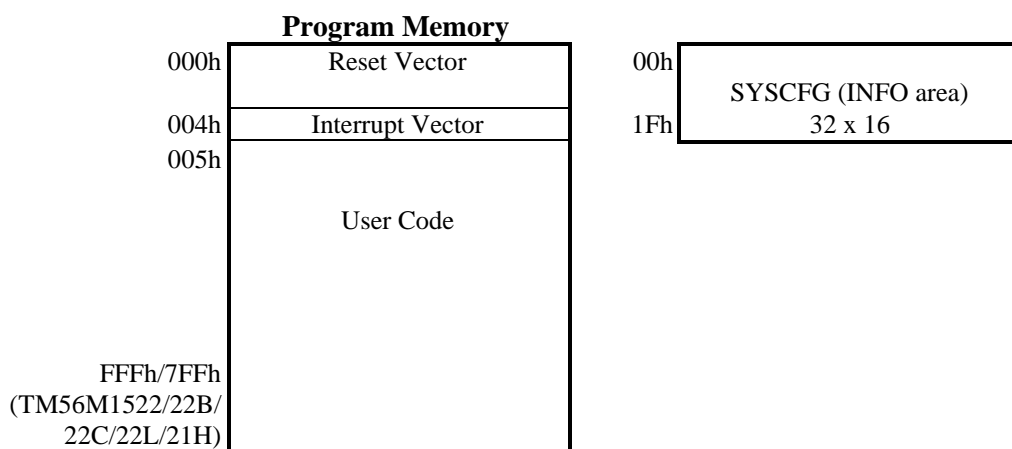 Program Memory
000h
Reset Vector
004h
Interrupt Vector
005h
User Code
FFFh/7FFh
(TM56M1522/22B/
22C/22L/21H)
00h
SYSCFG (INFO area)
1Fh
32 x 16